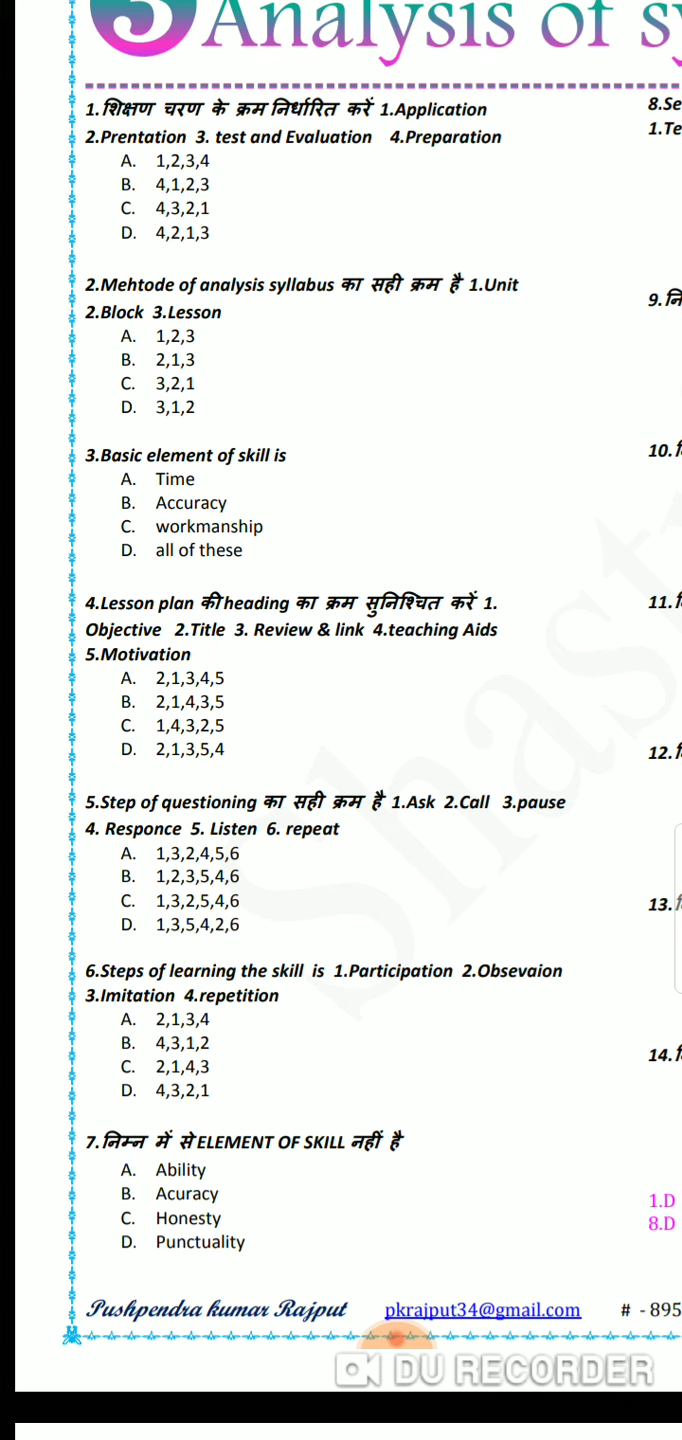 3 Analysis of sy
1.शिक्षण चरण के क्रम निर्धारित करें 1.Application
2.Prentation 3. test and Evaluation 4.Preparation
A. 1,2,3,4
B. 4,1,2,3
C. 4,3,2,1
D. 4,2,1,3
2.Mehtode of analysis syllabus का सही क्रम है 1.Unit
2.Block 3.Lesson
A. 1,2,3
B. 2,1,3
C. 3,2,1
D. 3,1,2
3.Basic element of skill is
A. Time
B. Accuracy
C. workmanship
D. all of these
4.Lesson plan की heading का क्रम सुनिश्चित करें 1.
Objective 2.Title 3. Review & link 4.teaching Aids
5.Motivation
A. 2,1,3,4,5
B. 2,1,4,3,5
C. 1,4,3,2,5
D. 2,1,3,5,4
5.Step of questioning का सही क्रम है 1.Ask 2.Call 3.pause
4. Responce 5. Listen 6. repeat
A. 1,3,2,4,5,6
B. 1,2,3,5,4,6
C. 1,3,2,5,4,6
D. 1,3,5,4,2,6
6.Steps of learning the skill is 1.Participation 2.Obsevaion
3.Imitation 4.repetition
A. 2,1,3,4
B. 4,3,1,2
C. 2,1,4,3
D. 4,3,2,1
7.निम्न में से ELEMENT OF SKILL नहीं है
A. Ability
B. Acuracy
C. Honesty
D. Punctuality
8.Se
1.Te
9.नि
10.
11.
12.
13.
14.
1.D
8.D
Shast
Pushpendra kumar Rajput pkrajput34@gmail.com # - 895
DU RECORDER